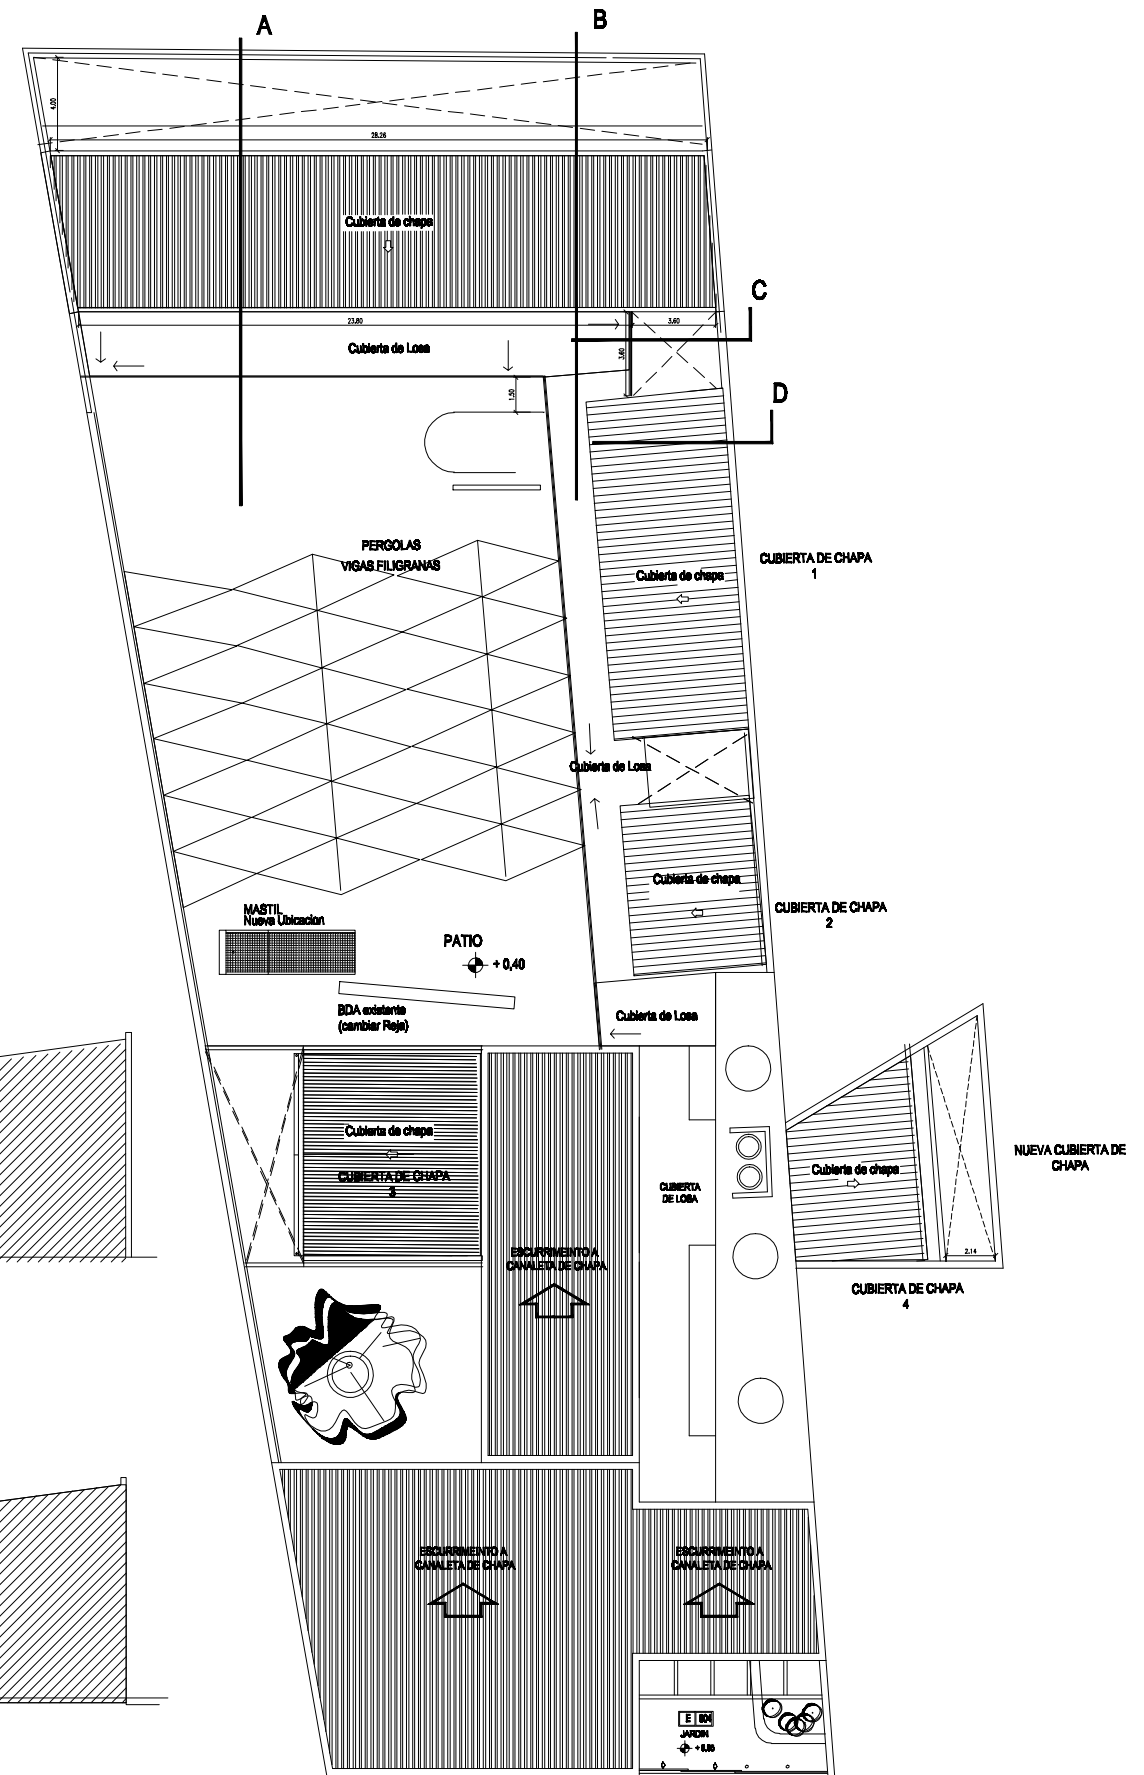 A
B
4.00
28.26
Cubierta de chapa
C
23.80
3.60
Cubierta de Losa
3.60
D
1.50
PERGOLAS
VIGAS FILIGRANAS
CUBIERTA DE CHAPA
1
Cubierta de chapa
Cubierta de Losa
Cubierta de chapa
MASTIL
Nueva Ubicacion
CUBIERTA DE CHAPA
2
PATIO
+ 0,40
BDA existente
(cambiar Reja)
Cubierta de Losa
Cubierta de chapa
CUBIERTA DE CHAPA
3
NUEVA CUBIERTA DE
CHAPA
Cubierta de chapa
CUBIERTA
DE LOSA
ESCURRIMEINTO A
CANALETA DE CHAPA
2.14
CUBIERTA DE CHAPA
4
ESCURRIMEINTO A
CANALETA DE CHAPA
ESCURRIMEINTO A
CANALETA DE CHAPA
E
JARDIN